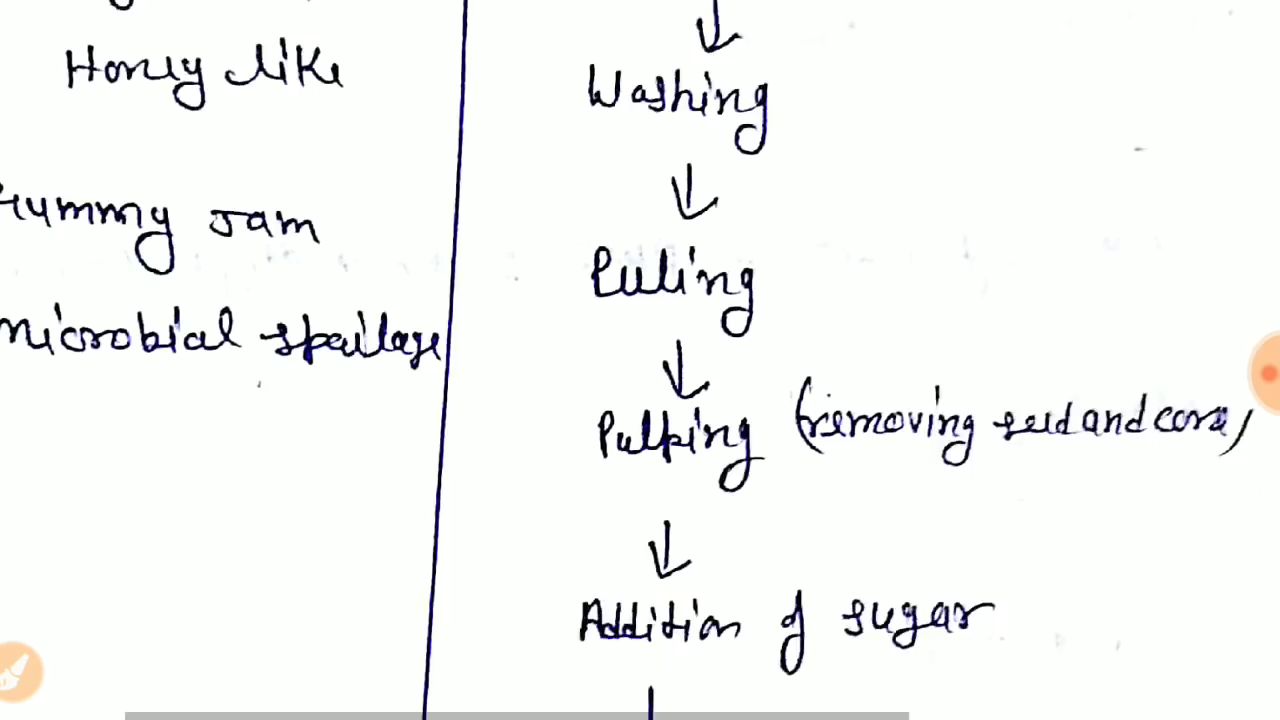 Honey like
Gummy Jam
microbial spoilage
Washing
Peeling
Pulping (removing seed and core)
Addition of sugar